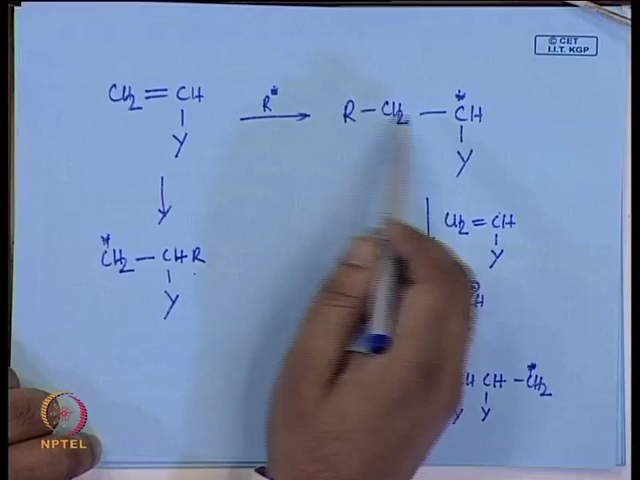 © CET
I.I.T. KGP
CH2 = CH
Y
R*
R - CH2 - *CH
Y
*CH2 - CHR
Y
CH2 = CH
Y
H
H CH - *CH2
Y Y
NPTEL